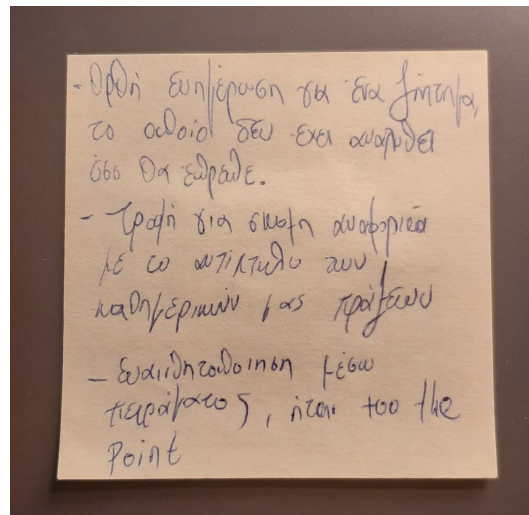 - Ορθή ενημέρωση για ένα ζήτημα,
το οποίο δεν έχει αναλυθεί
όσο θα έπρεπε.
- Τροφή για σκέψη αναφορικά
με το αντίκτυπο των
καθημερινών μας πράξεων
- Ευαισθητοποίηση μέσω
πειράματος, ήταν too the
Point